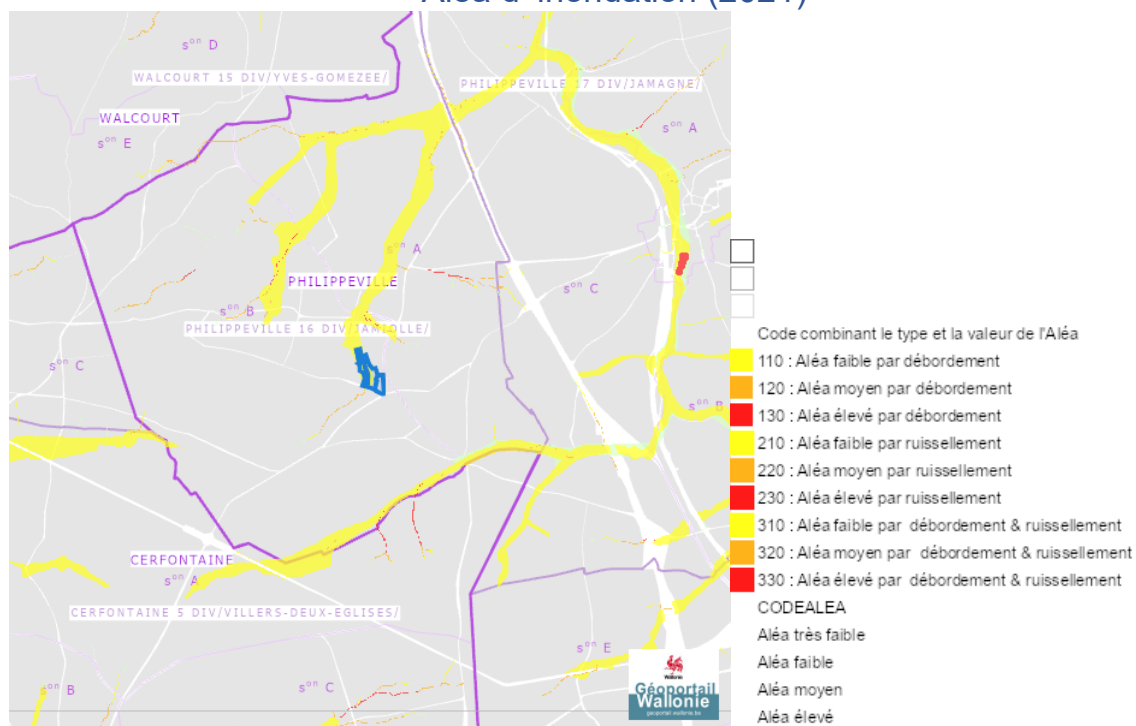 Aléa d' inondation (2021)
sᵒⁿ D
WALCOURT 15 DIV/YVES-GOMEZEE/
PHILIPPEVILLE 17 DIV/JAMAGNE/
WALCOURT
sᵒⁿ E
sᵒⁿ A
sᵒⁿ A
PHILIPPEVILLE
sᵒⁿ C
sᵒⁿ B
PHILIPPEVILLE 16 DIV/JAMIOLLE/
sᵒⁿ C
sᵒⁿ B
CERFONTAINE
sᵒⁿ A
CERFONTAINE 5 DIV/VILLERS-DEUX-EGLISES/
sᵒⁿ E
sᵒⁿ B
sᵒⁿ C
Wallonie
Géoportail
Wallonie
geoportail.wallonie.be
Code combinant le type et la valeur de l'Aléa
110 : Aléa faible par débordement
120 : Aléa moyen par débordement
130 : Aléa élevé par débordement
210 : Aléa faible par ruissellement
220 : Aléa moyen par ruissellement
230 : Aléa élevé par ruissellement
310 : Aléa faible par débordement & ruissellement
320 : Aléa moyen par débordement & ruissellement
330 : Aléa élevé par débordement & ruissellement
CODEALEA
Aléa très faible
Aléa faible
Aléa moyen
Aléa élevé